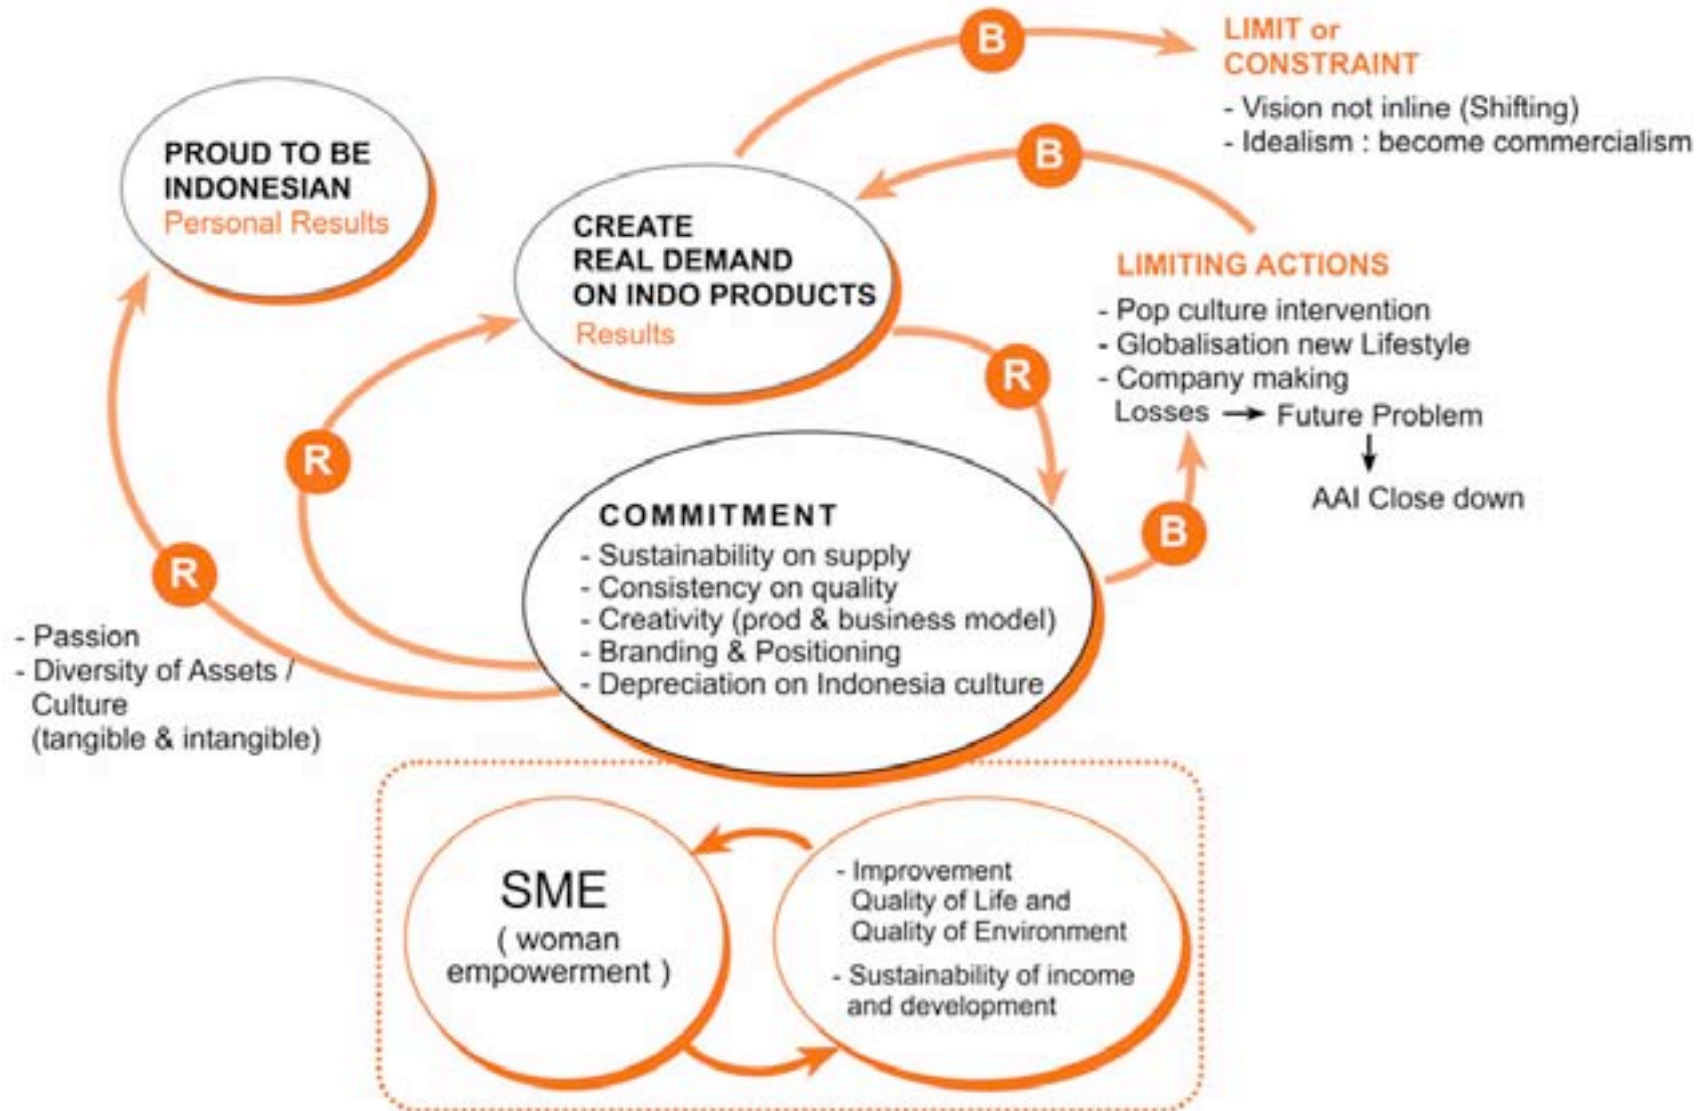 B
LIMIT or
CONSTRAINT
- Vision not inline (Shifting)
- Idealism : become commercialism
B
PROUD TO BE
INDONESIAN
Personal Results
CREATE
REAL DEMAND
ON INDO PRODUCTS
Results
LIMITING ACTIONS
- Pop culture intervention
- Globalisation new Lifestyle
- Company making
Losses → Future Problem
↓
AAI Close down
R
R
B
R
COMMITMENT
- Sustainability on supply
- Consistency on quality
- Creativity (prod & business model)
- Branding & Positioning
- Depreciation on Indonesia culture
- Passion
- Diversity of Assets /
Culture
(tangible & intangible)
SME
( woman
empowerment )
- Improvement
Quality of Life and
Quality of Environment
- Sustainability of income
and development